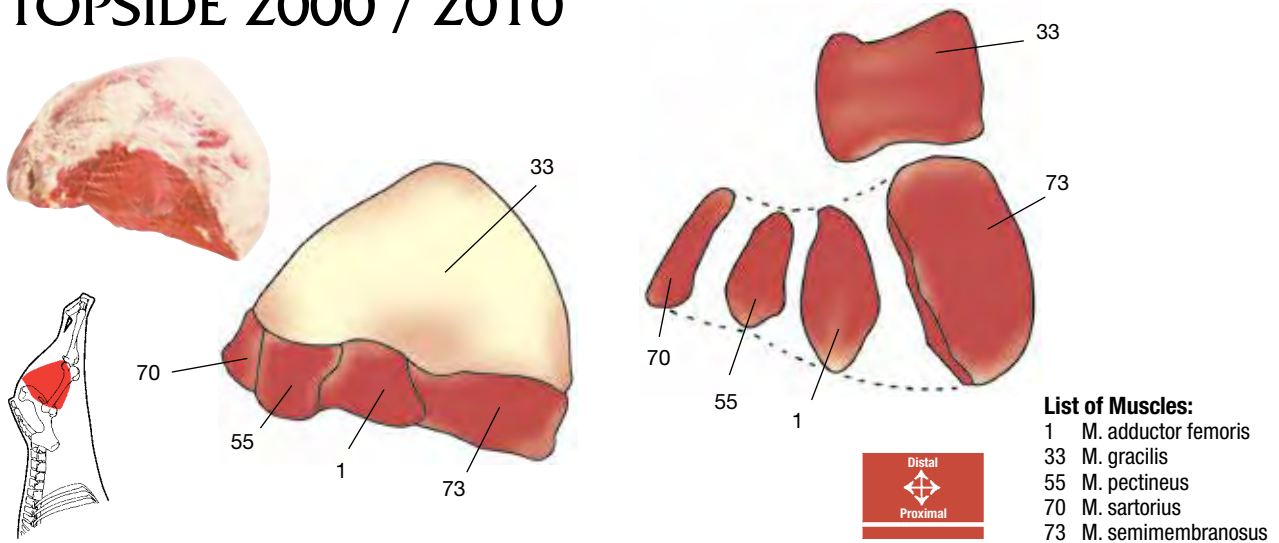 TOPSIDE 2000 / 2010
33
70
55
1
73
33
73
70
55
1
Distal
Proximal
List of Muscles:
1 M. adductor femoris
33 M. gracilis
55 M. pectineus
70 M. sartorius
73 M. semimembranosus